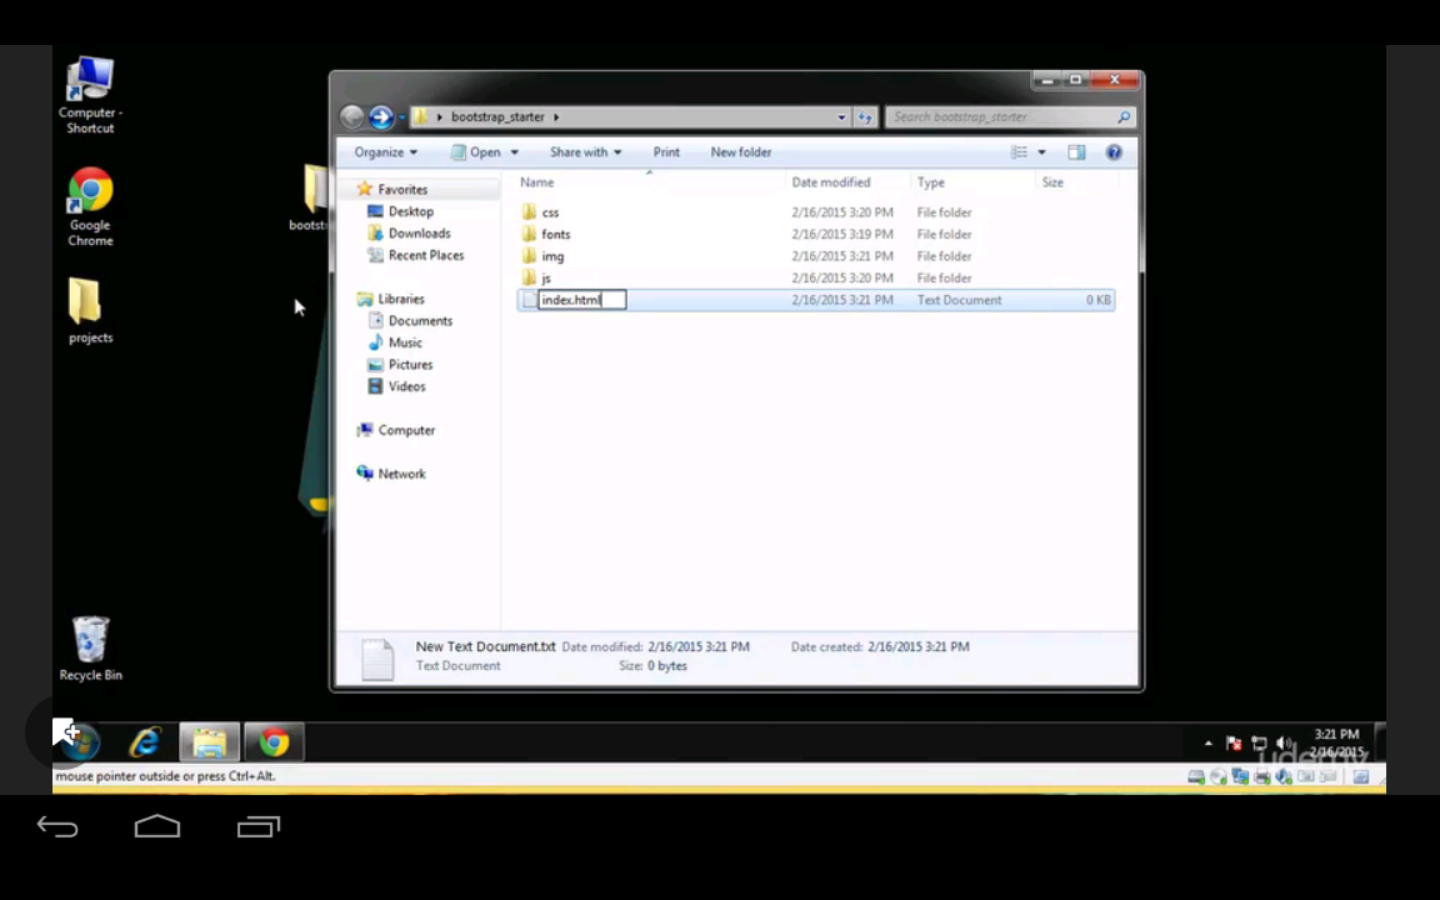 Computer -
Shortcut
Google
Chrome
projects
Recycle Bin
bootst
bootstrap_starter
Search bootstrap_starter
Organize
Open
Share with
Print
New folder
Favorites
Desktop
Downloads
Recent Places
Libraries
Documents
Music
Pictures
Videos
Computer
Network
Name Date modified Type Size
css 2/16/2015 3:20 PM File folder
fonts 2/16/2015 3:19 PM File folder
img 2/16/2015 3:21 PM File folder
js 2/16/2015 3:20 PM File folder
index.html 2/16/2015 3:21 PM Text Document 0 KB
New Text Document.txt Date modified: 2/16/2015 3:21 PM Date created: 2/16/2015 3:21 PM
Text Document Size: 0 bytes
3:21 PM
2/16/2015
udemy
mouse pointer outside or press Ctrl+Alt.